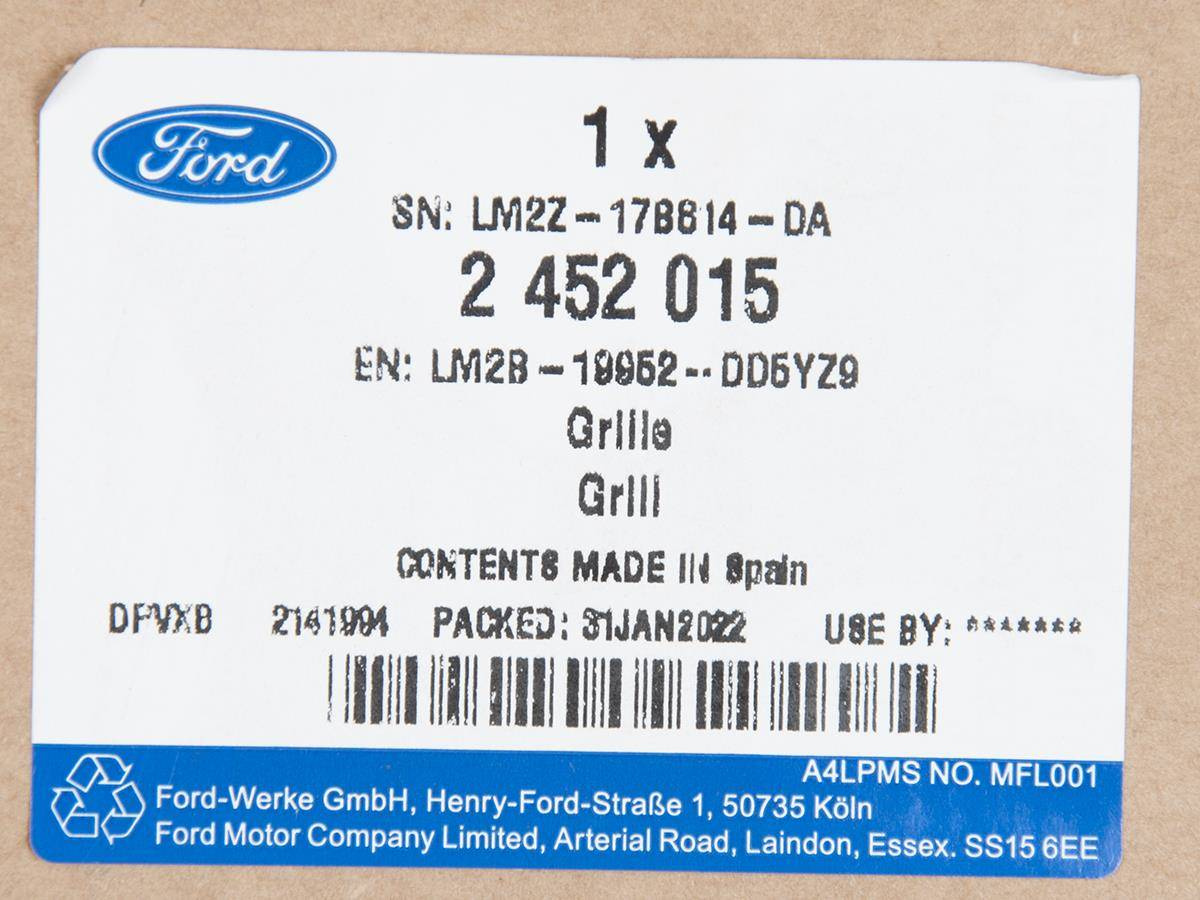 Ford
1 x
SN: LM2Z-17B614-DA
2 452 015
EN: LM2B-19952--DD5YZ9
Grille
Grill
CONTENTS MADE IN Spain
DFVXB 2141994 PACKED: 31JAN2022 USE BY: *******
A4LPMS NO. MFL001
Ford-Werke GmbH, Henry-Ford-Straße 1, 50735 Köln
Ford Motor Company Limited, Arterial Road, Laindon, Essex. SS15 6EE